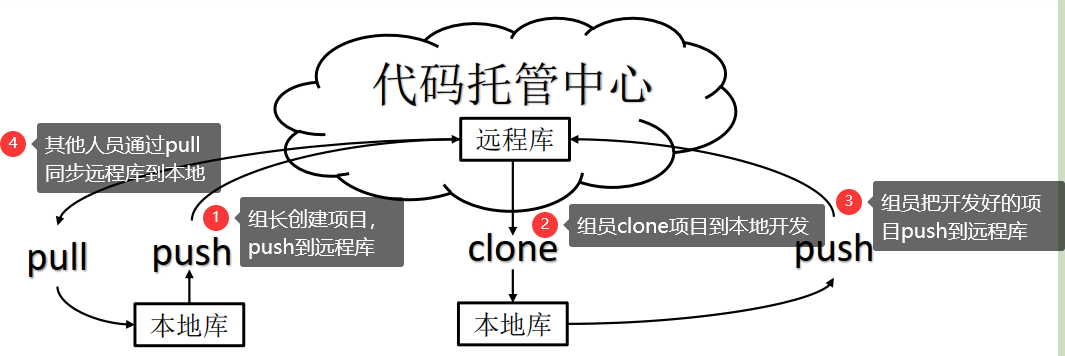 代码托管中心
远程库
4
其他人员通过pull
同步远程库到本地
1
组长创建项目，
push到远程库
2
组员clone项目到本地开发
3
组员把开发好的项
目push到远程库
pull
push
clone
push
本地库
本地库